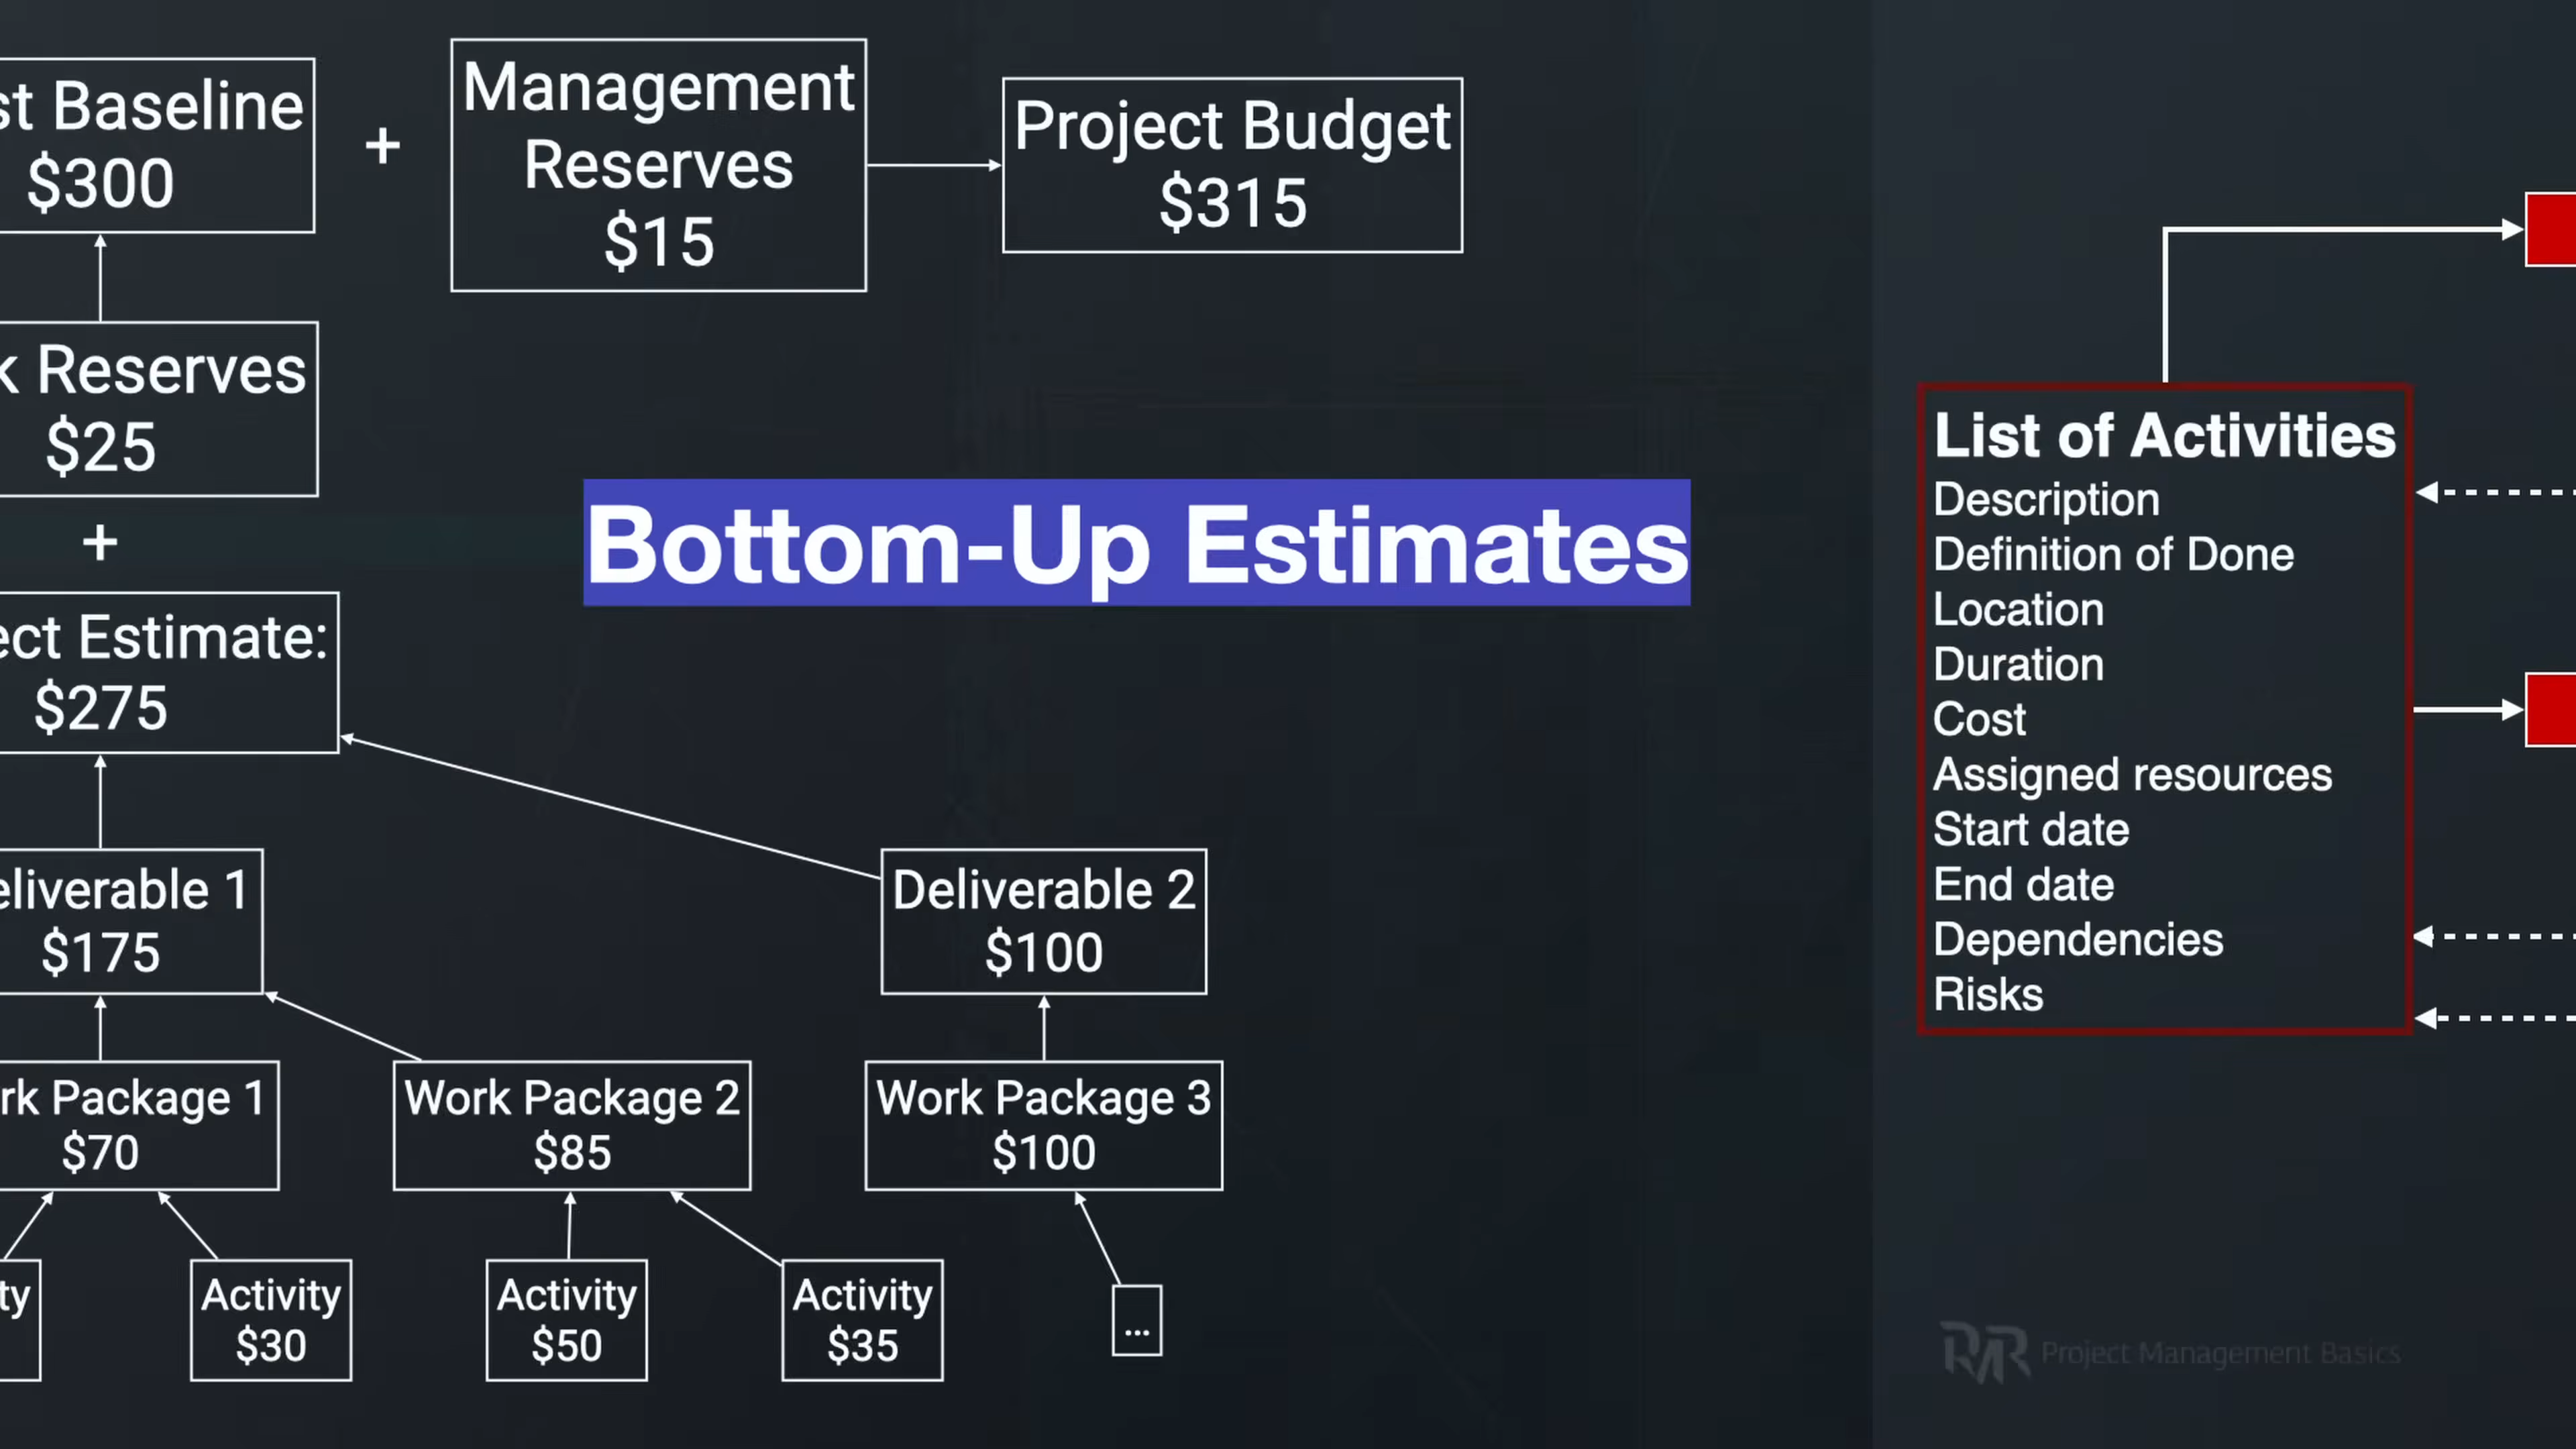 st Baseline
$300
+
Management
Reserves
$15
Project Budget
$315
k Reserves
$25
+
Bottom-Up Estimates
ect Estimate:
$275
eliverable 1
$175
Deliverable 2
$100
rk Package 1
$70
Work Package 2
$85
Work Package 3
$100
ty
Activity
$30
Activity
$50
Activity
$35
...
List of Activities
Description
Definition of Done
Location
Duration
Cost
Assigned resources
Start date
End date
Dependencies
Risks
Project Management Basics